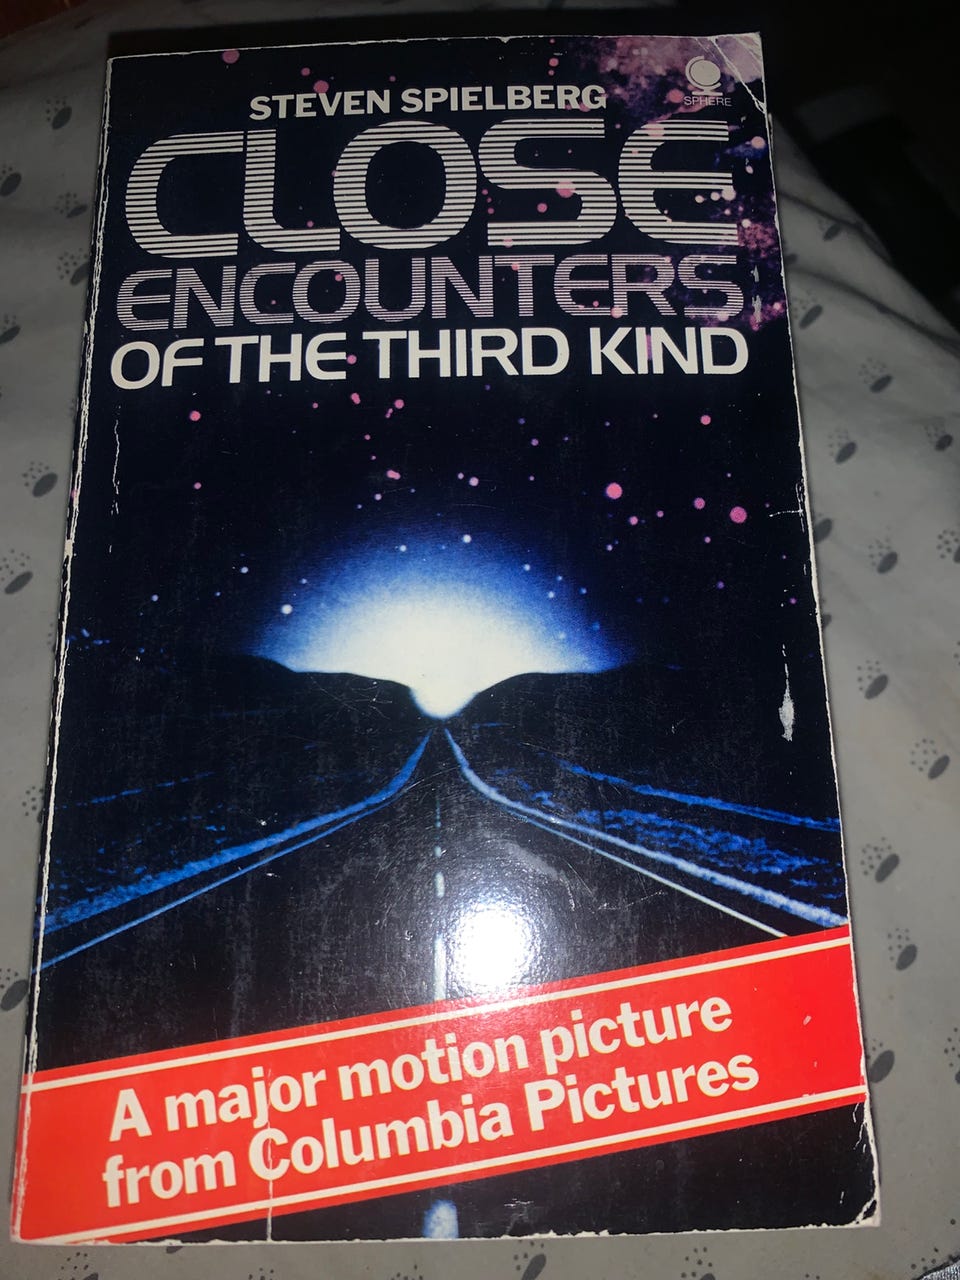 STEVEN SPIELBERG
SPHERE
CLOSE
ENCOUNTERS
OF THE THIRD KIND
A major motion picture
from Columbia Pictures